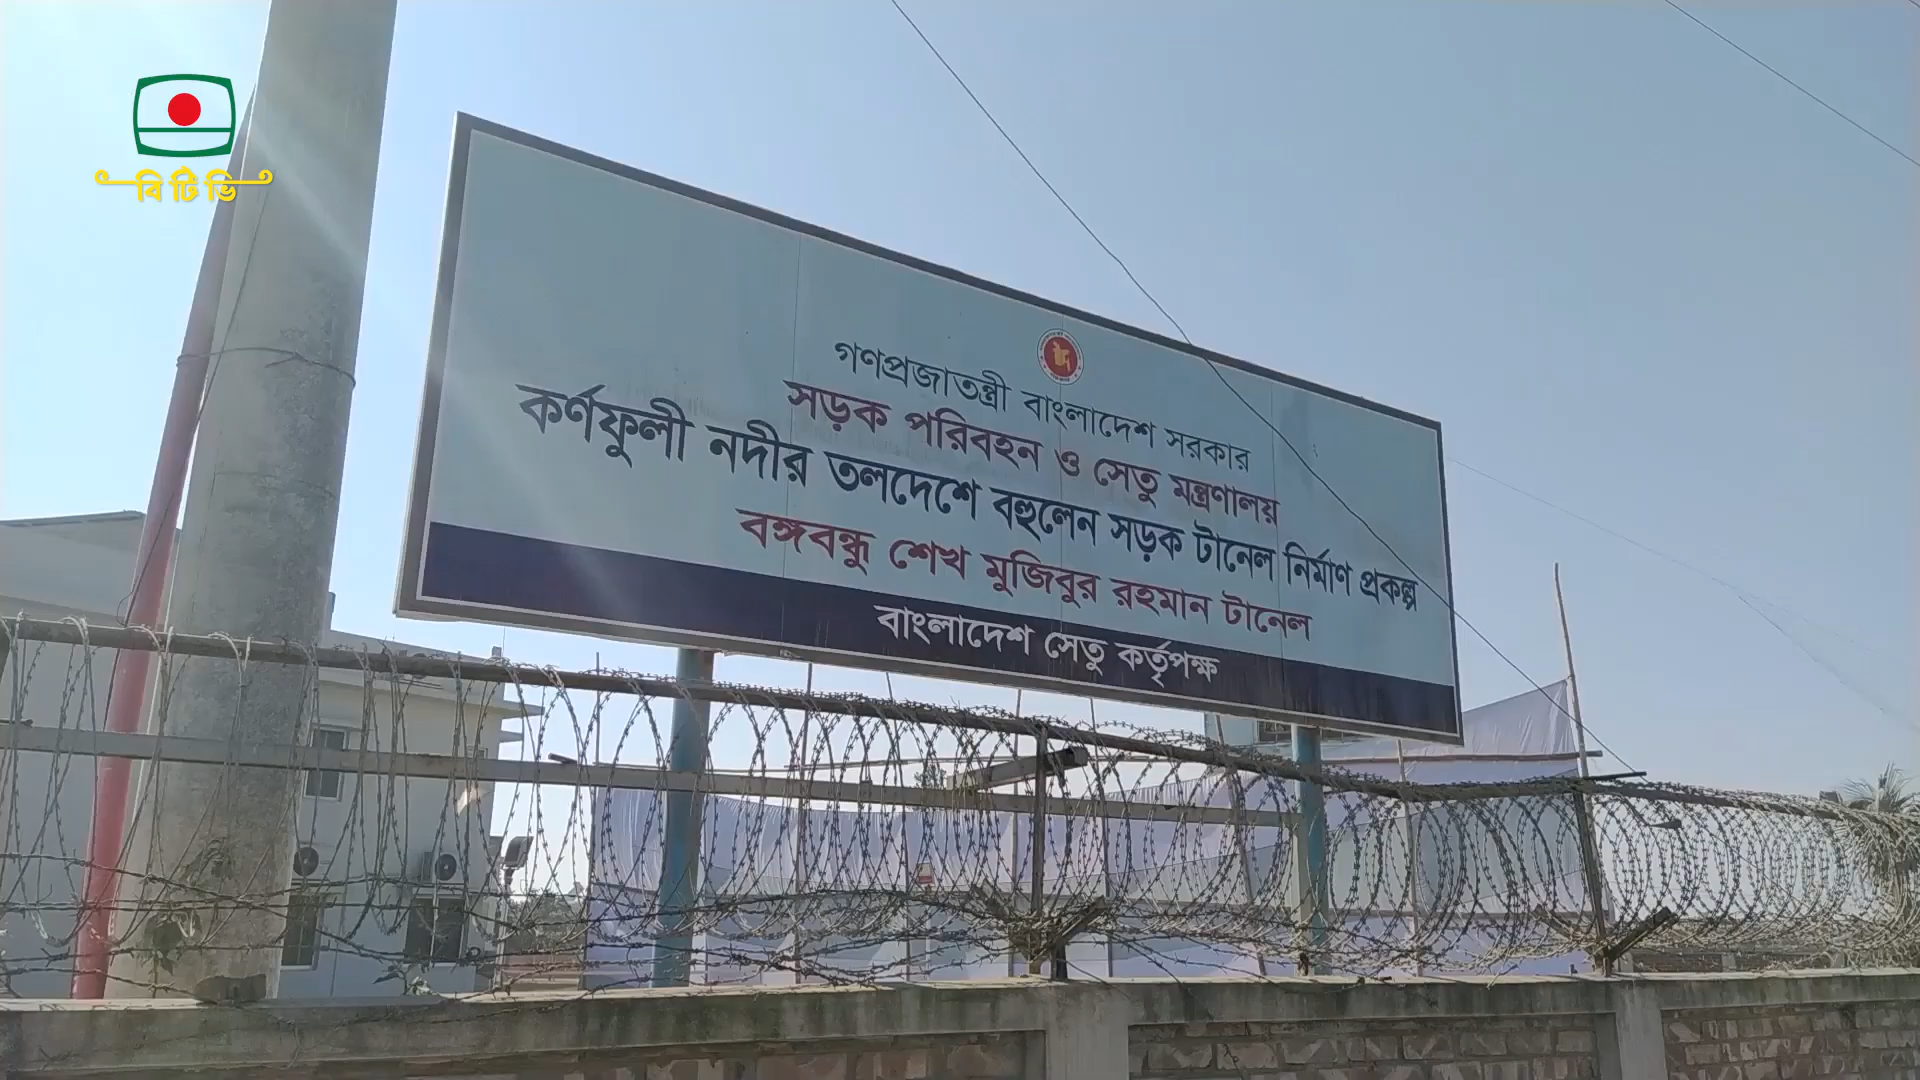 বিটিভি
গণপ্রজাতন্ত্রী বাংলাদেশ সরকার
সড়ক পরিবহন ও সেতু মন্ত্রণালয়
কর্ণফুলী নদীর তলদেশে বহুলেন সড়ক টানেল নির্মাণ প্রকল্প
বঙ্গবন্ধু শেখ মুজিবুর রহমান টানেল
বাংলাদেশ সেতু কর্তৃপক্ষ